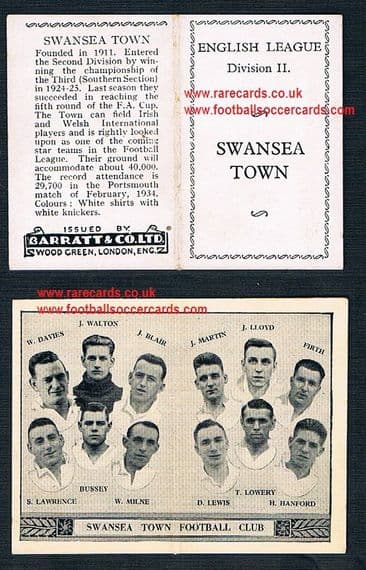 SWANSEA TOWN
Founded in 1911. Entered
the Second Division by win-
ning the championship of
the Third (Southern Section)
in 1924-25. Last season they
succeeded in reaching the
fifth round of the F.A. Cup.
The Town can field Irish
and Welsh International
players and is rightly looked
upon as one of the coming
star teams in the Football
League. Their ground will
accommodate about 40,000.
The record attendance is
29,700 in the Portsmouth
match of February, 1934.
Colours : White shirts with
white knickers.
ISSUED BY
BARRATT & CO. LTD.
WOOD GREEN, LONDON, ENG.
ENGLISH LEAGUE
Division II.
www.rarecards.co.uk
www.footballsoccercards.com
SWANSEA
TOWN
www.rarecards.co.uk
www.footballsoccercards.com
W. DAVIES J. WALTON J. BLAIR J. MARTIN J. LLOYD FIRTH
S. LAWRENCE BUSSEY W. MILNE D. LEWIS T. LOWERY H. HANFORD
SWANSEA TOWN FOOTBALL CLUB